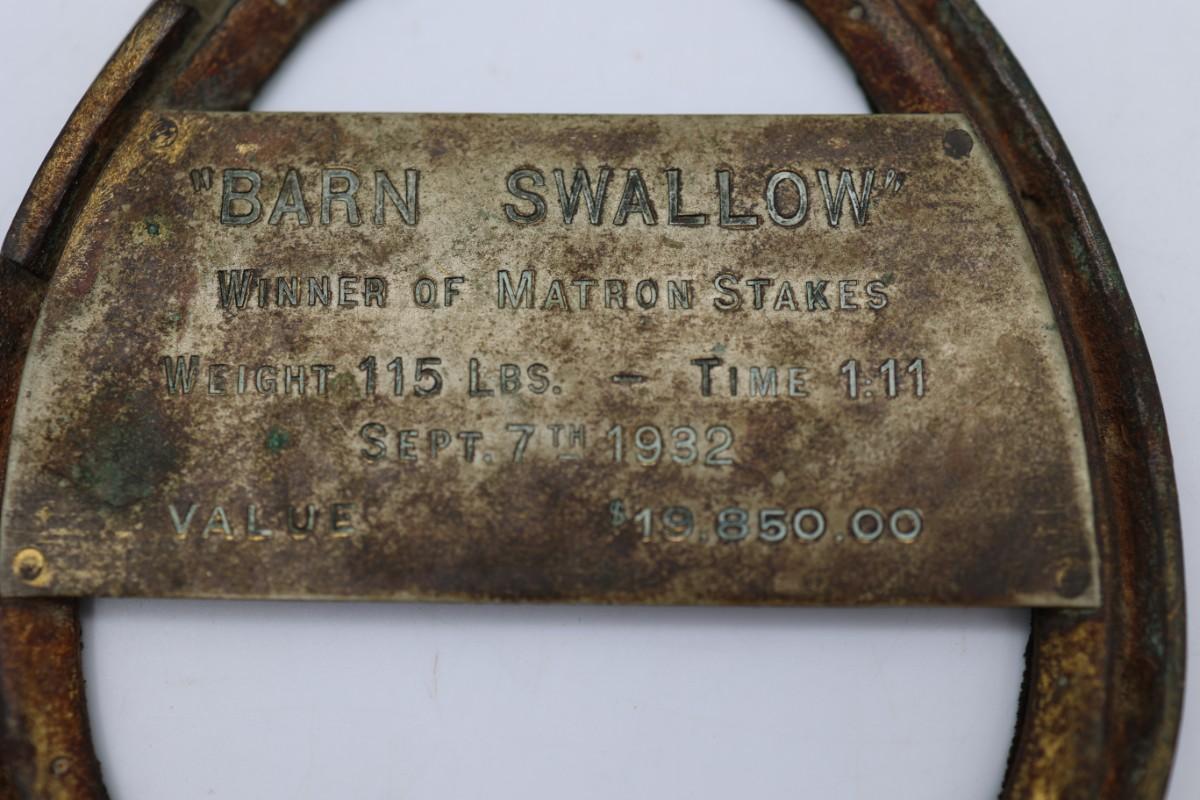 "BARN SWALLOW"
WINNER OF MATRON STAKES
WEIGHT 115 LBS. – TIME 1:11
SEPT. 7TH 1932
VALUE $19.850.00